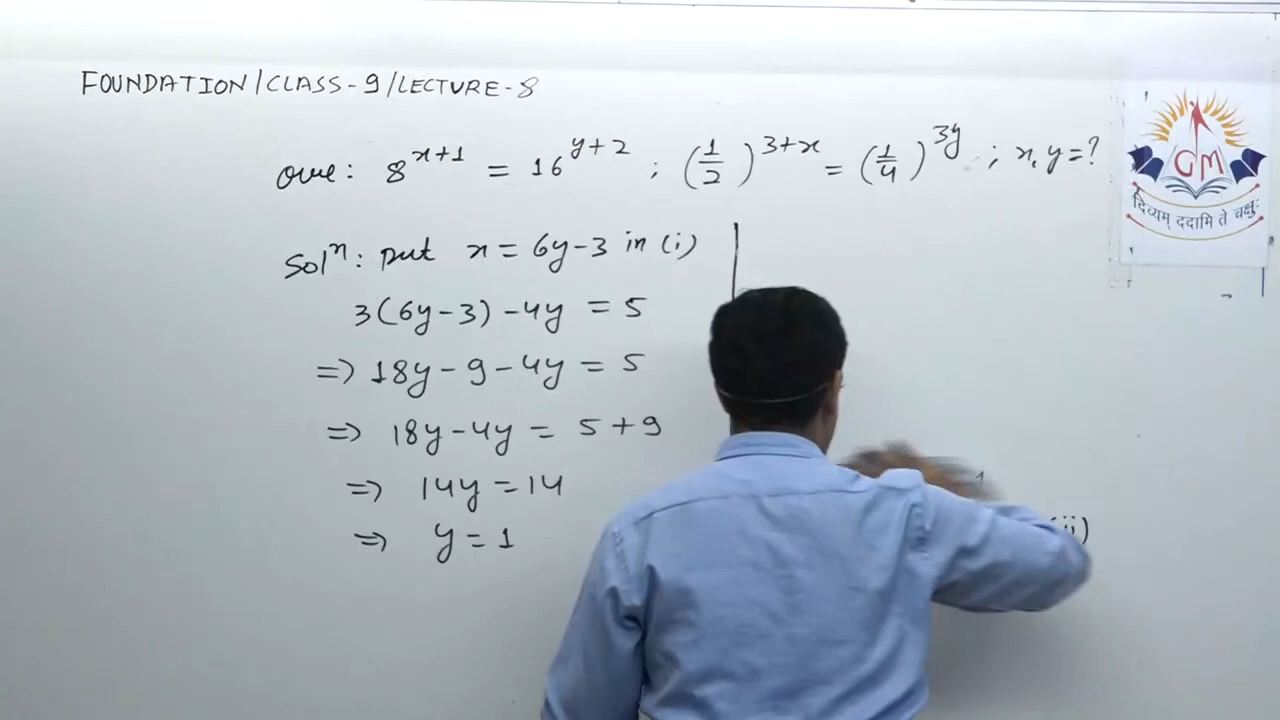 FOUNDATION/CLASS-9/LECTURE-8
Que: 8^{x+1} = 16^{y+2} ; (1/2)^{3+x} = (1/4)^{3y} ; x, y = ?
Solⁿ: put x = 6y-3 in (i)
3(6y-3) -4y = 5
=> 18y - 9 - 4y = 5
=> 18y - 4y = 5 + 9
=> 14y = 14
=> y = 1
(ii)
GM
दिव्यम् ददामि ते चक्षुः